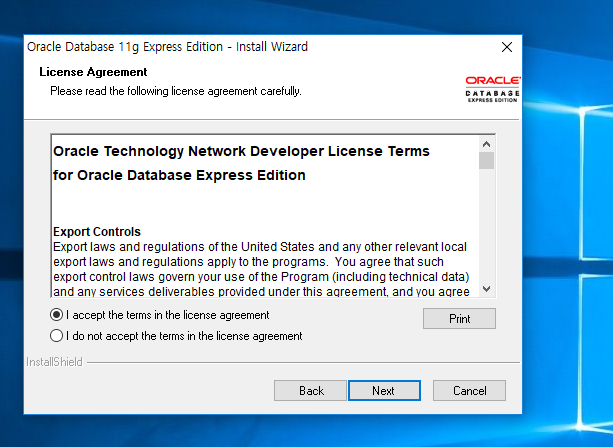 Oracle Database 11g Express Edition - Install Wizard
License Agreement
Please read the following license agreement carefully.
ORACLE
DATABASE
EXPRESS EDITION
Oracle Technology Network Developer License Terms
for Oracle Database Express Edition
Export Controls
Export laws and regulations of the United States and any other relevant local
export laws and regulations apply to the programs. You agree that such
export control laws govern your use of the Program (including technical data)
and any services deliverables provided under this agreement, and you agree
I accept the terms in the license agreement
Print
I do not accept the terms in the license agreement
InstallShield
Back
Next
Cancel